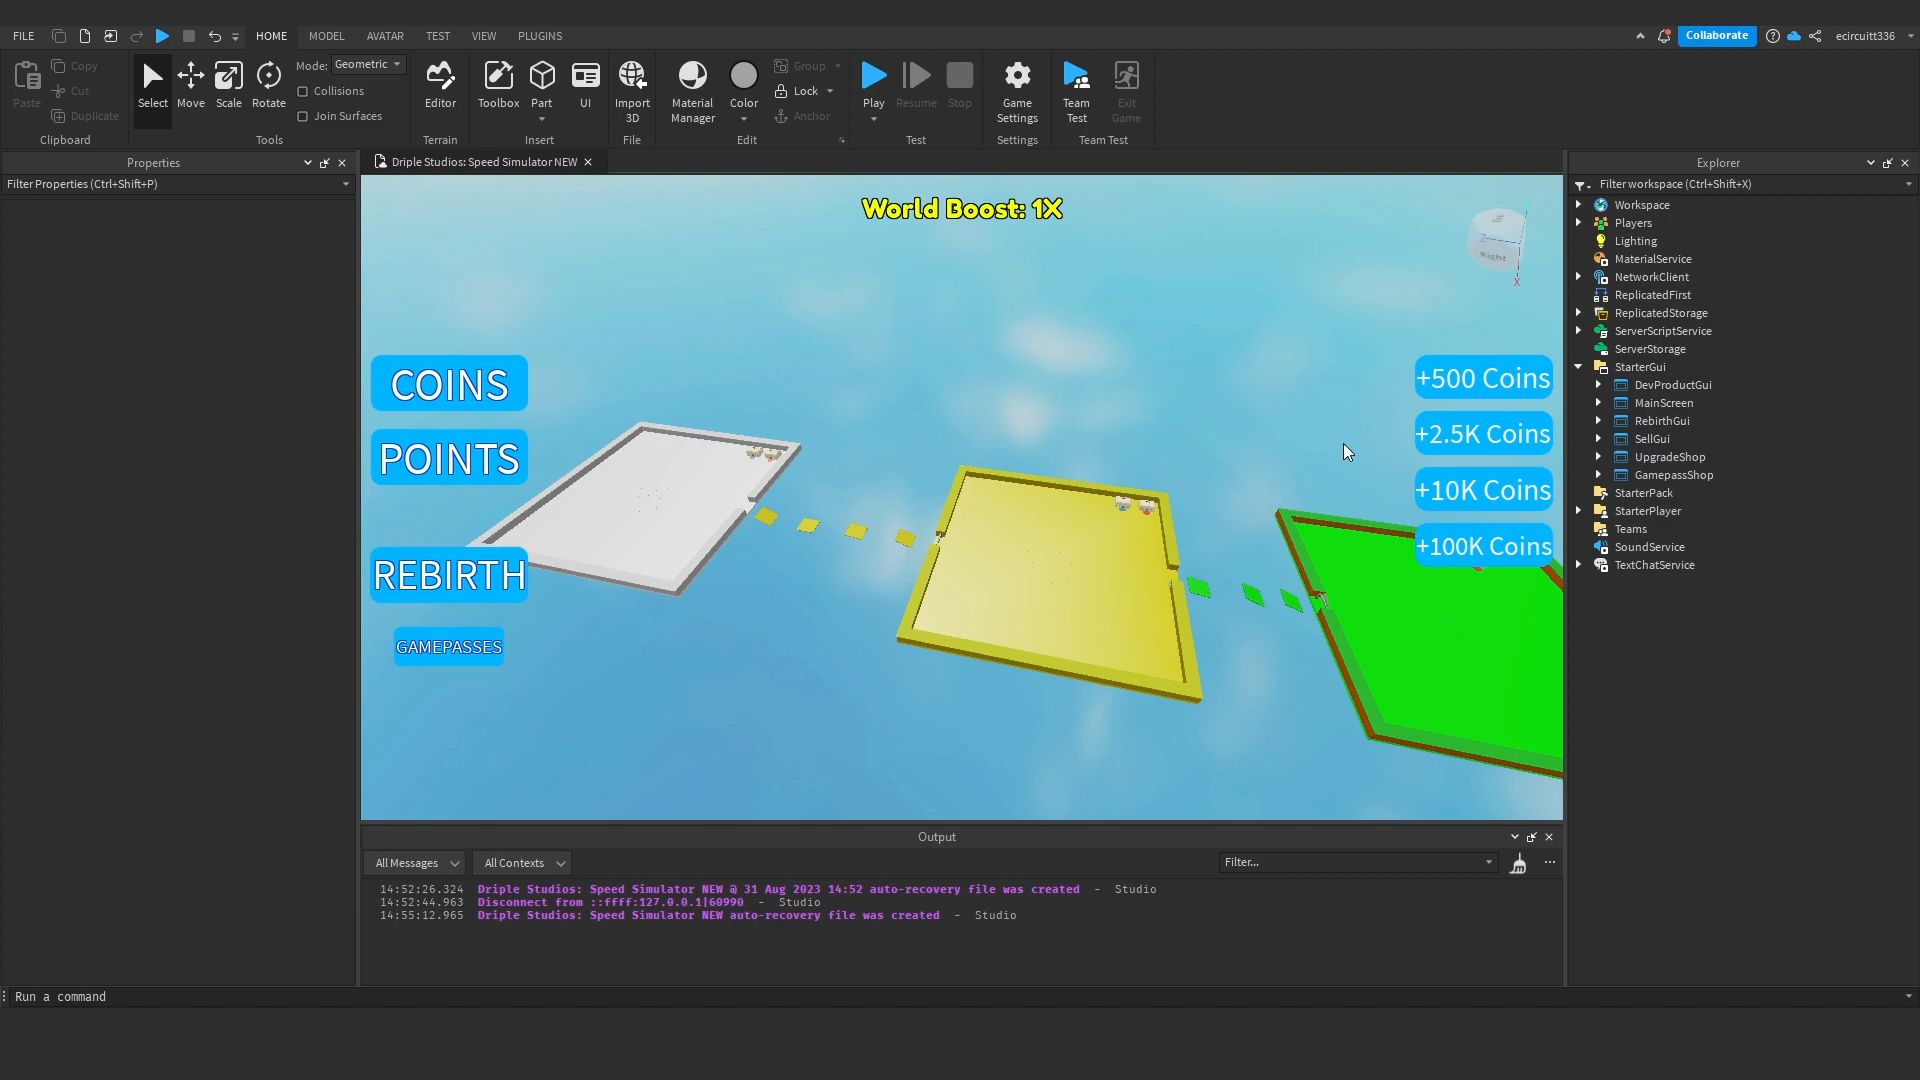 FILE
HOME
MODEL
AVATAR
TEST
VIEW
PLUGINS
Collaborate
ecircuitt336
Paste
Copy
Cut
Duplicate
Clipboard
Select
Move
Scale
Rotate
Mode:
Geometric
Collisions
Join Surfaces
Tools
Editor
Terrain
Toolbox
Part
UI
Insert
Import
3D
File
Material
Manager
Color
Group
Lock
Anchor
Edit
Play
Resume
Stop
Test
Game
Settings
Settings
Team
Test
Exit
Game
Team Test
Properties
Filter Properties (Ctrl+Shift+P)
Driple Studios: Speed Simulator NEW
World Boost: 1X
Right
Z
X
COINS
POINTS
REBIRTH
GAMEPASSES
+500 Coins
+2.5K Coins
+10K Coins
+100K Coins
Explorer
Filter workspace (Ctrl+Shift+X)
Workspace
Players
Lighting
MaterialService
NetworkClient
ReplicatedFirst
ReplicatedStorage
ServerScriptService
ServerStorage
StarterGui
DevProductGui
MainScreen
RebirthGui
SellGui
UpgradeShop
GamepassShop
StarterPack
StarterPlayer
Teams
SoundService
TextChatService
Output
All Messages
All Contexts
Filter...
14:52:26.324 Driple Studios: Speed Simulator NEW @ 31 Aug 2023 14:52 auto-recovery file was created - Studio
14:52:44.963 Disconnect from ::ffff:127.0.0.1|60990 - Studio
14:55:12.965 Driple Studios: Speed Simulator NEW auto-recovery file was created - Studio
Run a command